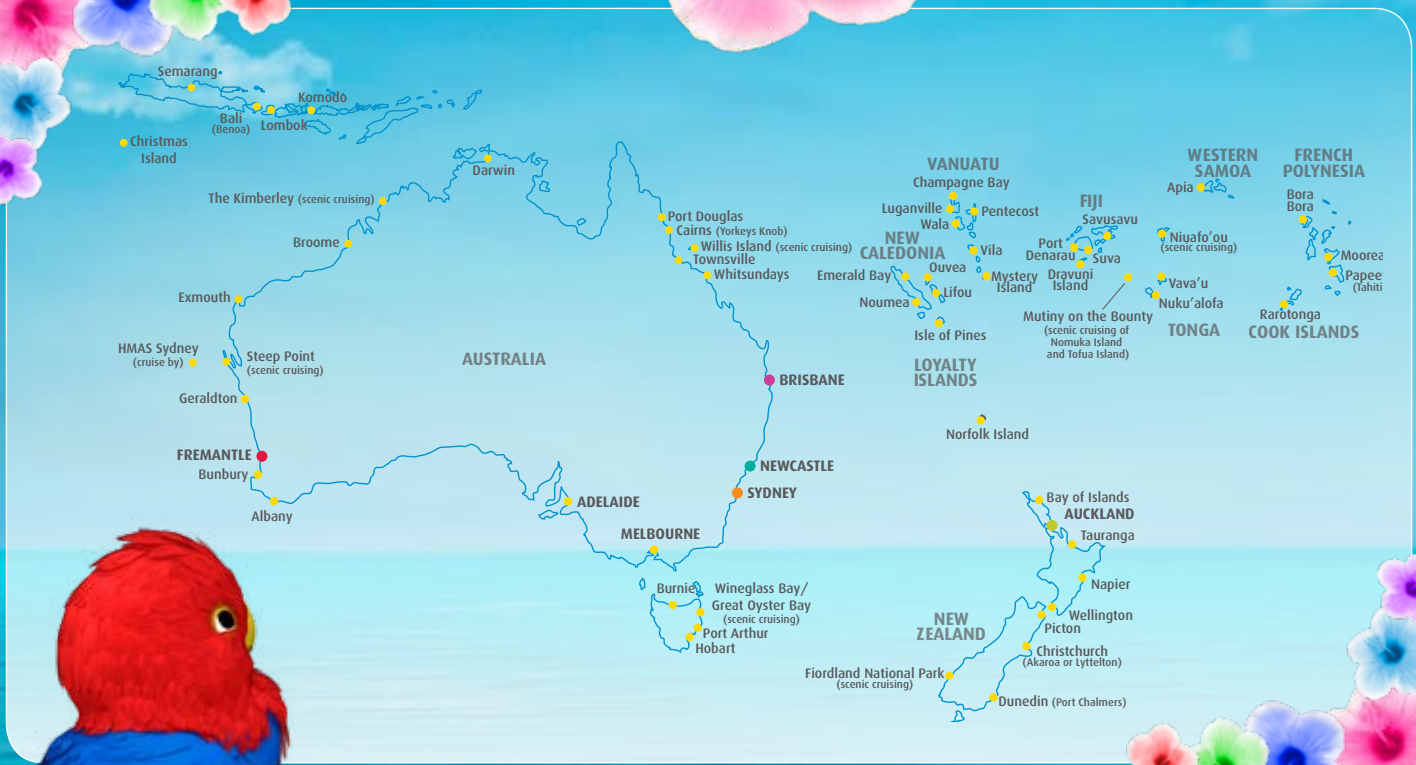 Semarang
Komodo
Bali
(Benoa)
Lombok
Christmas
Island
Darwin
The Kimberley (scenic cruising)
Broome
Exmouth
HMAS Sydney
(cruise by)
Steep Point
(scenic cruising)
Geraldton
FREMANTLE
Bunbury
Albany
AUSTRALIA
Port Douglas
Cairns (Yorkeys Knob)
Willis Island (scenic cruising)
Townsville
Whitsundays
BRISBANE
NEWCASTLE
SYDNEY
ADELAIDE
MELBOURNE
Burnie
Wineglass Bay/
Great Oyster Bay
(scenic cruising)
Port Arthur
Hobart
VANUATU
Champagne Bay
Luganville
Pentecost
Wala
Vila
Mystery
Island
NEW
CALEDONIA
Ouvea
Emerald Bay
Lifou
Noumea
Isle of Pines
LOYALTY
ISLANDS
Norfolk Island
FIJI
Savusavu
Port
Denarau
Suva
Dravuni
Island
Mutiny on the Bounty
(scenic cruising of
Nomuka Island
and Tofua Island)
WESTERN
SAMOA
Apia
Niuafo'ou
(scenic cruising)
Vava'u
Nuku'alofa
TONGA
FRENCH
POLYNESIA
Bora
Bora
Moorea
Papee
(Tahiti
Rarotonga
COOK ISLANDS
Bay of Islands
AUCKLAND
Tauranga
Napier
Wellington
Picton
NEW
ZEALAND
Christchurch
(Akaroa or Lyttelton)
Fiordland National Park
(scenic cruising)
Dunedin (Port Chalmers)